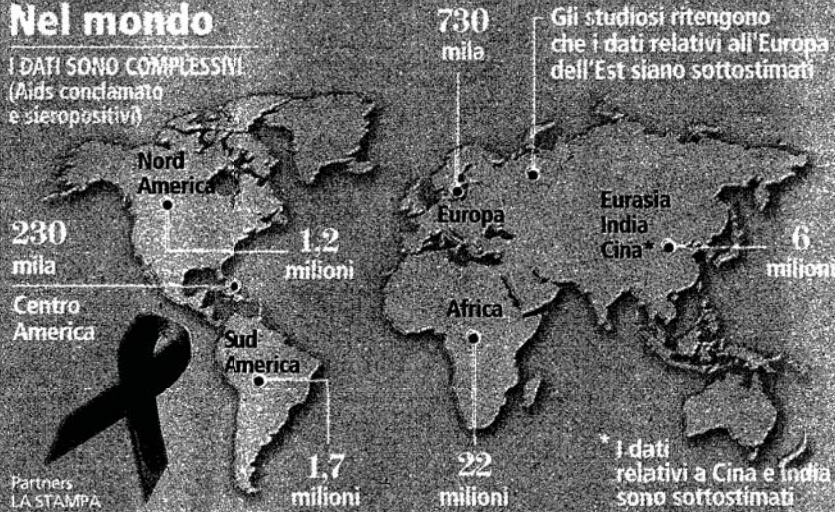 Nel mondo
I DATI SONO COMPLESSIVI
(Aids conclamato
e sieropositivi)
730
mila
Gli studiosi ritengono
che i dati relativi all'Europa
dell'Est siano sottostimati
Nord
America
230
mila
Centro
America
1.2
milioni
Europa
Eurasia
India
Cina*
6
milioni
Africa
Sud
America
1,7
milioni
22
milioni
* I dati
relativi a Cina e India
sono sottostimati
Partners
LA STAMPA